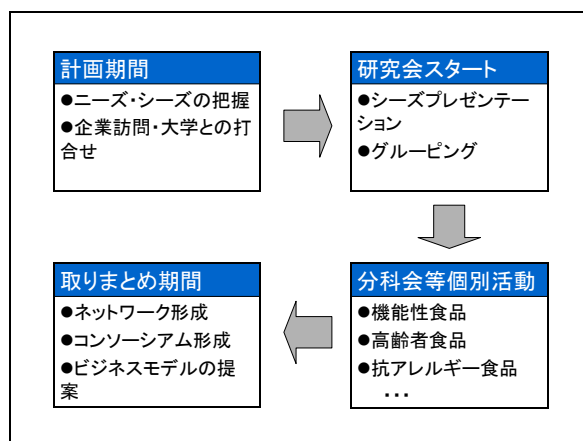 計画期間
●ニーズ・シーズの把握
●企業訪問・大学との打
合せ
研究会スタート
●シーズプレゼンテー
ション
●グルーピング
分科会等個別活動
●機能性食品
●高齢者食品
●抗アレルギー食品
・・・
取りまとめ期間
●ネットワーク形成
●コンソーシアム形成
●ビジネスモデルの提
案